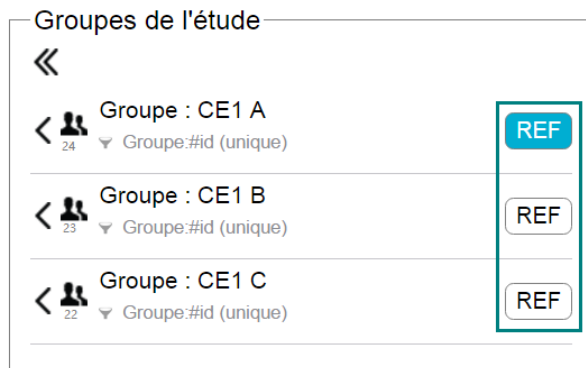 Groupes de l'étude
Groupe : CE1 A
REF
24
Groupe:#id (unique)
Groupe : CE1 B
REF
23
Groupe:#id (unique)
Groupe : CE1 C
REF
22
Groupe:#id (unique)